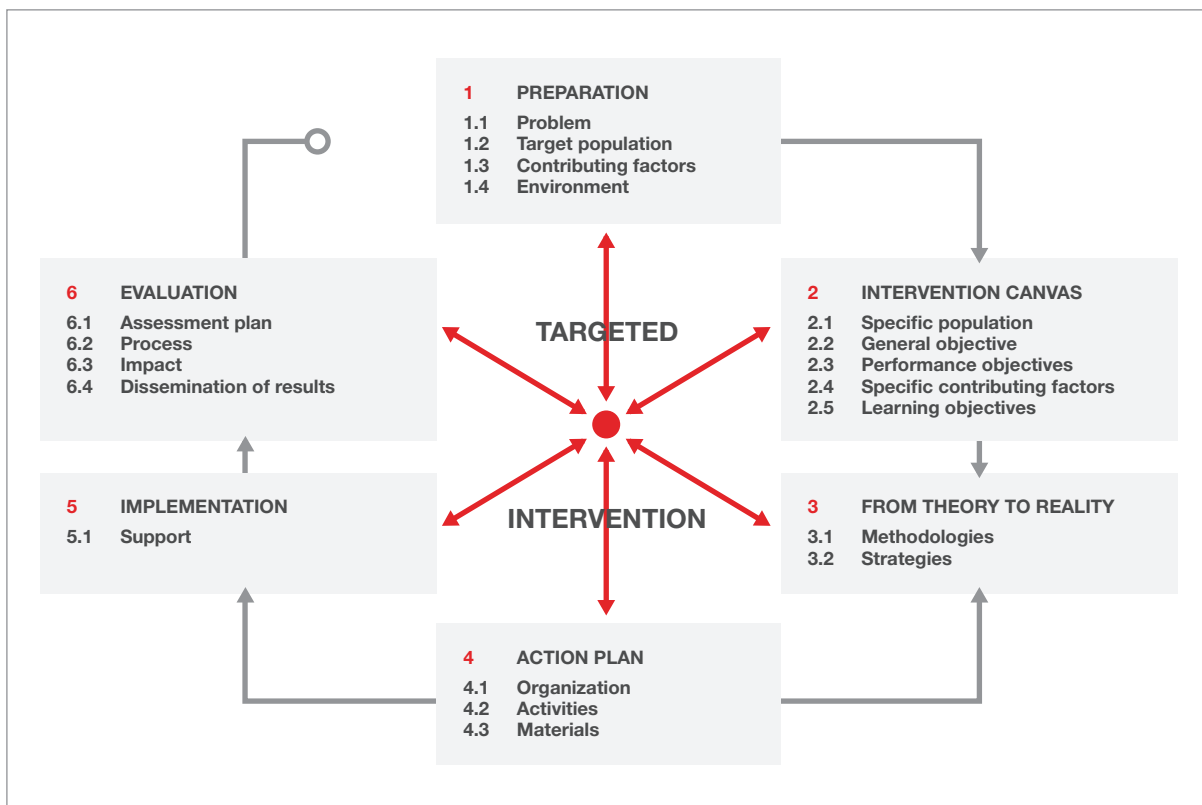 1 PREPARATION
1.1 Problem
1.2 Target population
1.3 Contributing factors
1.4 Environment
2 INTERVENTION CANVAS
2.1 Specific population
2.2 General objective
2.3 Performance objectives
2.4 Specific contributing factors
2.5 Learning objectives
3 FROM THEORY TO REALITY
3.1 Methodologies
3.2 Strategies
4 ACTION PLAN
4.1 Organization
4.2 Activities
4.3 Materials
5 IMPLEMENTATION
5.1 Support
6 EVALUATION
6.1 Assessment plan
6.2 Process
6.3 Impact
6.4 Dissemination of results
TARGETED
INTERVENTION